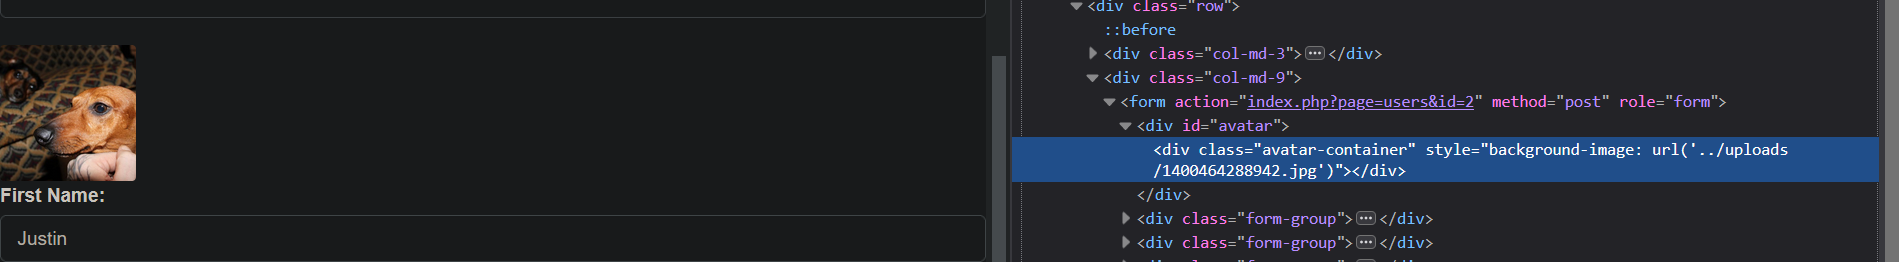 First Name:
Justin
<div class="row">
::before
<div class="col-md-3"></div>
<div class="col-md-9">
<form action="index.php?page=users&id=2" method="post" role="form">
<div id="avatar">
<div class="avatar-container" style="background-image: url('../uploads
/1400464288942.jpg')"></div>
</div>
<div class="form-group"></div>
<div class="form-group"></div>